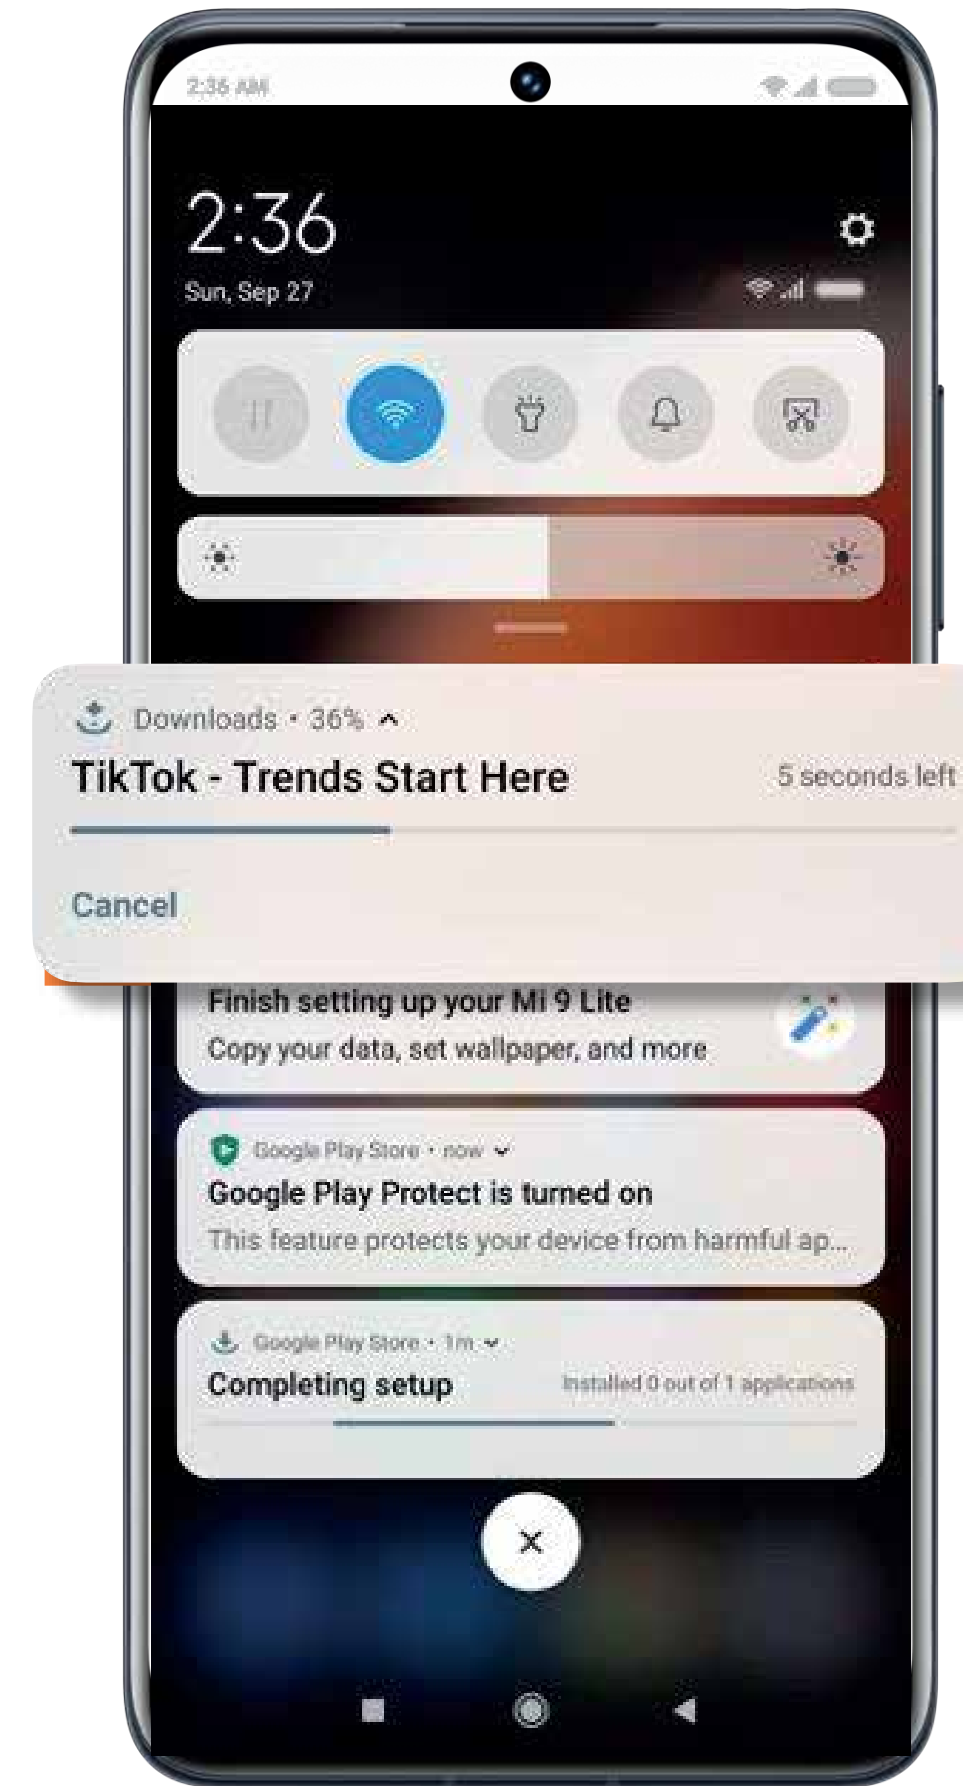 2:36 AM
2:36
Sun, Sep 27
Downloads • 36%
TikTok - Trends Start Here
5 seconds left
Cancel
Finish setting up your Mi 9 Lite
Copy your data, set wallpaper, and more
Google Play Store • now
Google Play Protect is turned on
This feature protects your device from harmful ap...
Google Play Store • 1m
Completing setup
Installed 0 out of 1 applications